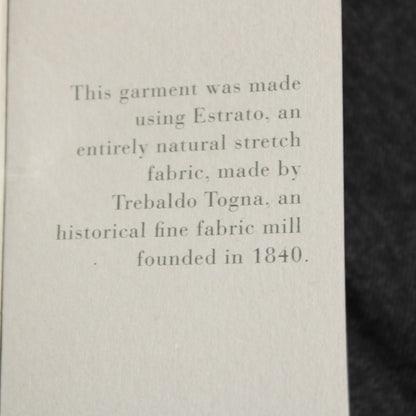 This garment was made
using Estrato, an
entirely natural stretch
fabric, made by
Trebaldo Togna, an
historical fine fabric mill
founded in 1840.